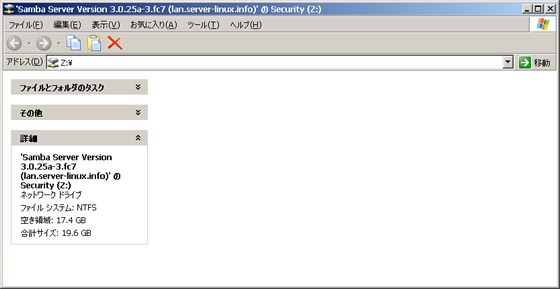 'Samba Server Version 3.0.25a-3.fc7 (lan.server-linux.info)' の Security (Z:)
ファイル(F) 編集(E) 表示(V) お気に入り(A) ツール(T) ヘルプ(H)
アドレス(D) Z:¥ 移動
ファイルとフォルダのタスク
その他
詳細
'Samba Server Version
3.0.25a-3.fc7
(lan.server-linux.info)' の
Security (Z:)
ネットワーク ドライブ
ファイル システム: NTFS
空き領域: 17.4 GB
合計サイズ: 19.6 GB